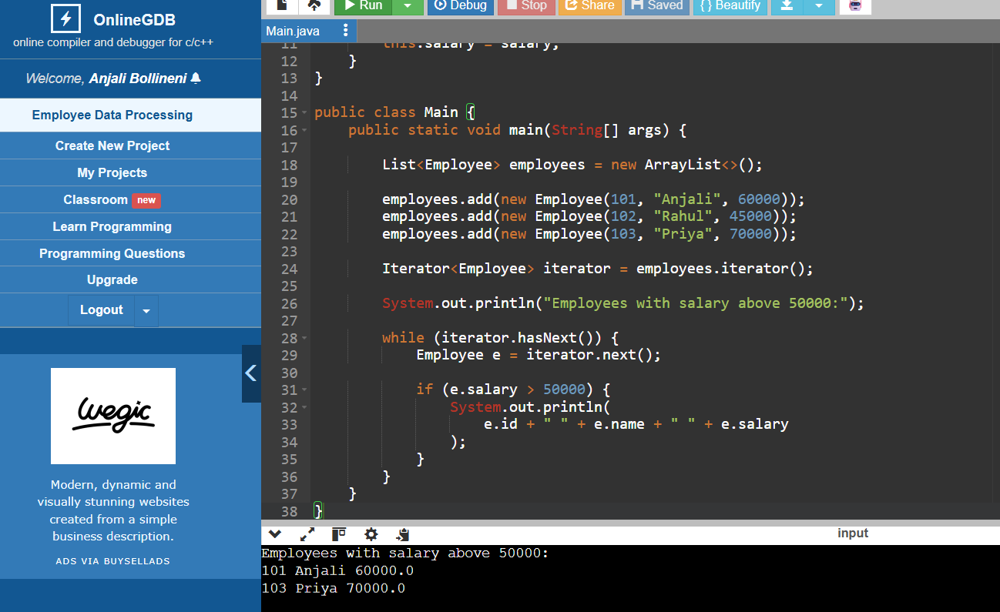 OnlineGDB
online compiler and debugger for c/c++
Welcome, Anjali Bollineni
Employee Data Processing
Create New Project
My Projects
Classroom new
Learn Programming
Programming Questions
Upgrade
Logout
wegic
Modern, dynamic and
visually stunning websites
created from a simple
business description.
ADS VIA BUYSELLADS
Run Debug Stop Share Saved {} Beautify
Main.java
11 this.salary = salary;
12 }
13 }
14
15 public class Main {
16 public static void main(String[] args) {
17
18 List<Employee> employees = new ArrayList<>();
19
20 employees.add(new Employee(101, "Anjali", 60000));
21 employees.add(new Employee(102, "Rahul", 45000));
22 employees.add(new Employee(103, "Priya", 70000));
23
24 Iterator<Employee> iterator = employees.iterator();
25
26 System.out.println("Employees with salary above 50000:");
27
28 while (iterator.hasNext()) {
29 Employee e = iterator.next();
30
31 if (e.salary > 50000) {
32 System.out.println(
33 e.id + " " + e.name + " " + e.salary
34 );
35 }
36 }
37 }
38 }
input
Employees with salary above 50000:
101 Anjali 60000.0
103 Priya 70000.0